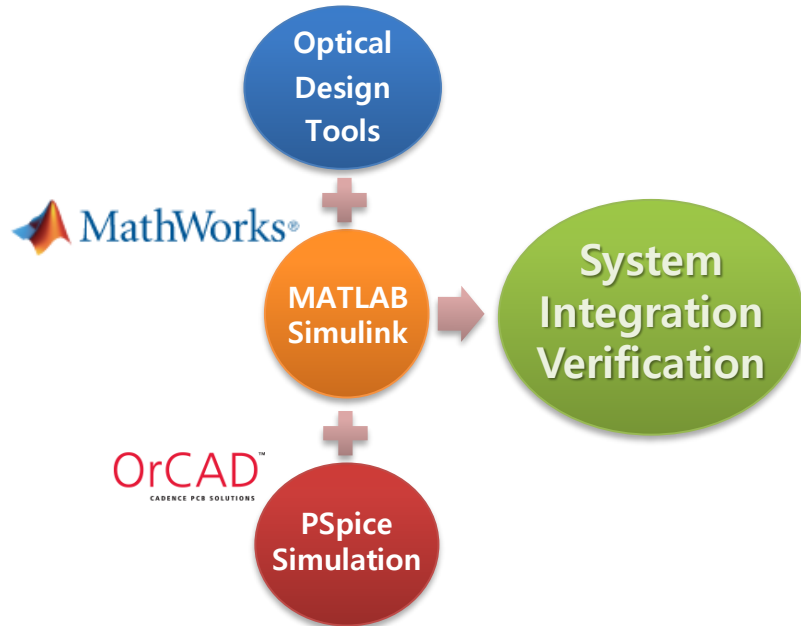 Optical
Design
Tools
MathWorks®
MATLAB
Simulink
System
Integration
Verification
OrCAD™
CADENCE PCB SOLUTIONS
PSpice
Simulation